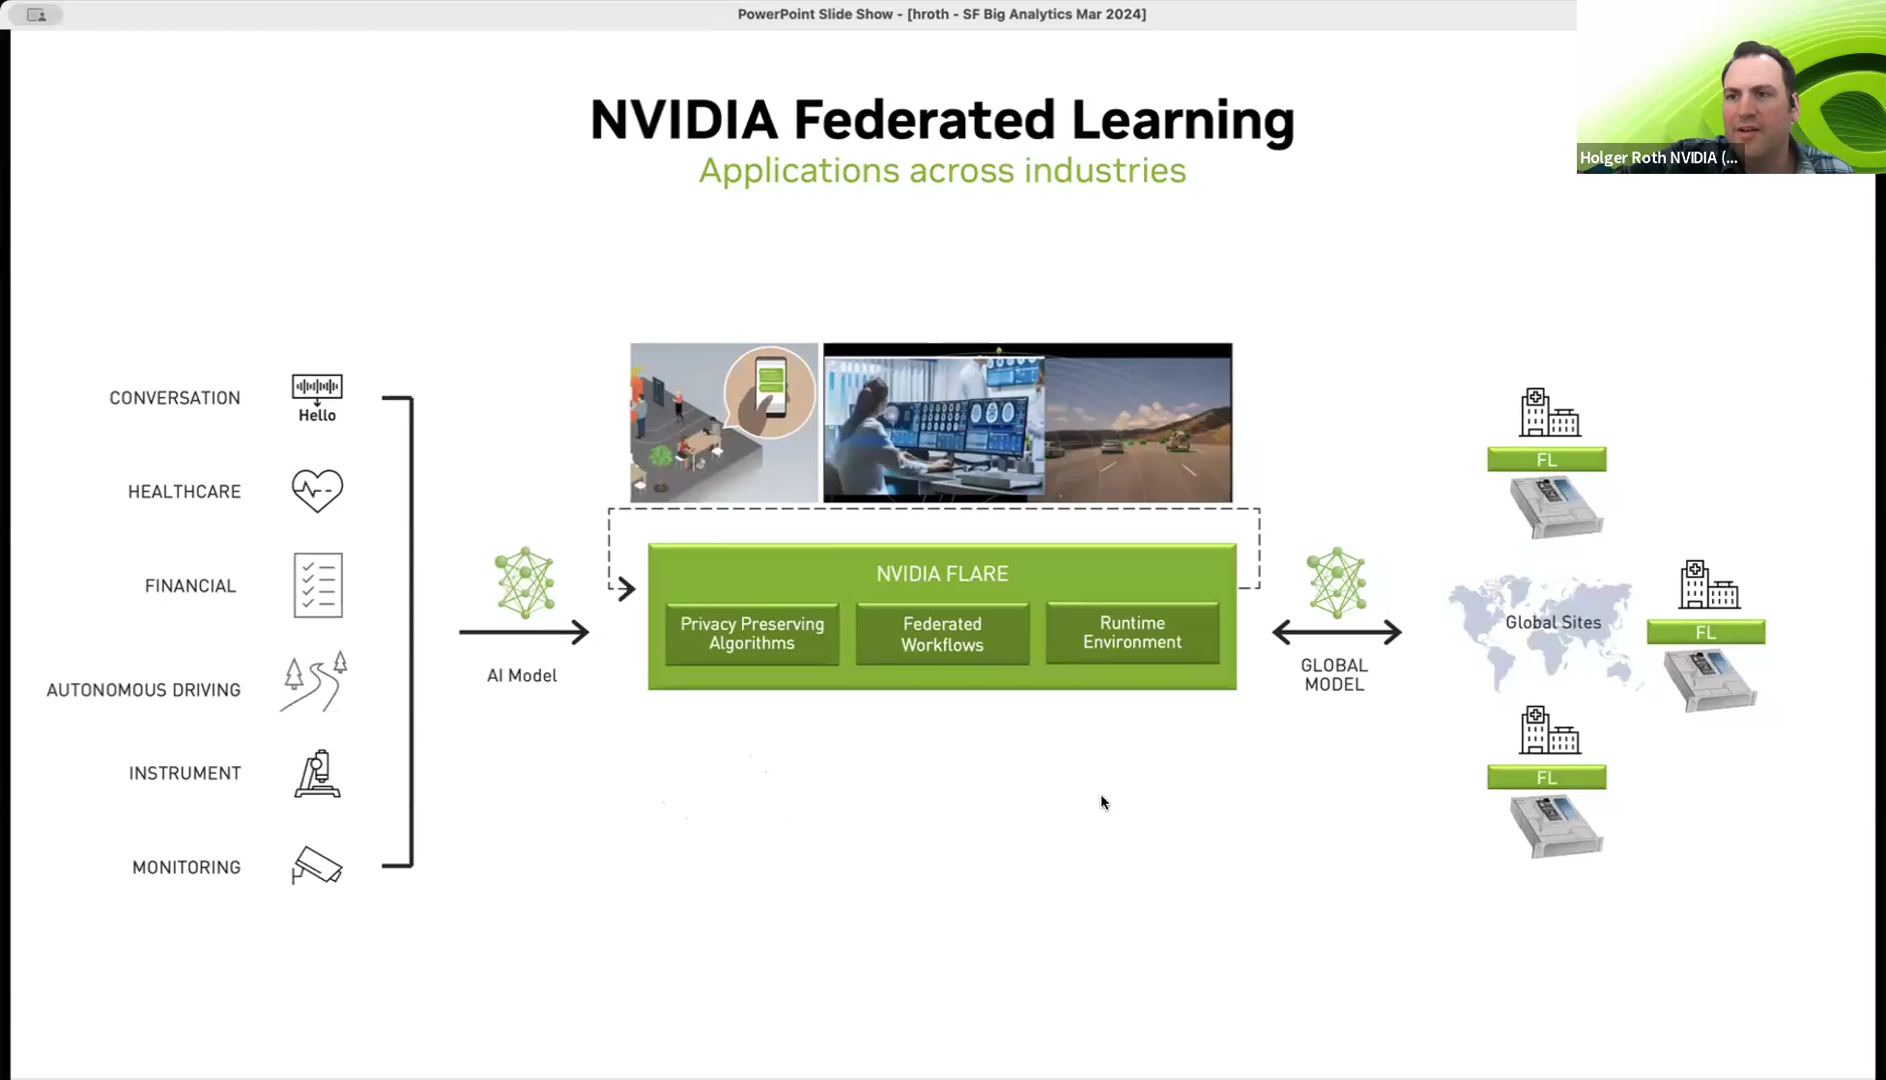 PowerPoint Slide Show - [hroth - SF Big Analytics Mar 2024]
Holger Roth NVIDIA (...
NVIDIA Federated Learning
Applications across industries
CONVERSATION
Hello
HEALTHCARE
FINANCIAL
AUTONOMOUS DRIVING
INSTRUMENT
MONITORING
AI Model
NVIDIA FLARE
Privacy Preserving
Algorithms
Federated
Workflows
Runtime
Environment
GLOBAL
MODEL
FL
Global Sites
FL
FL